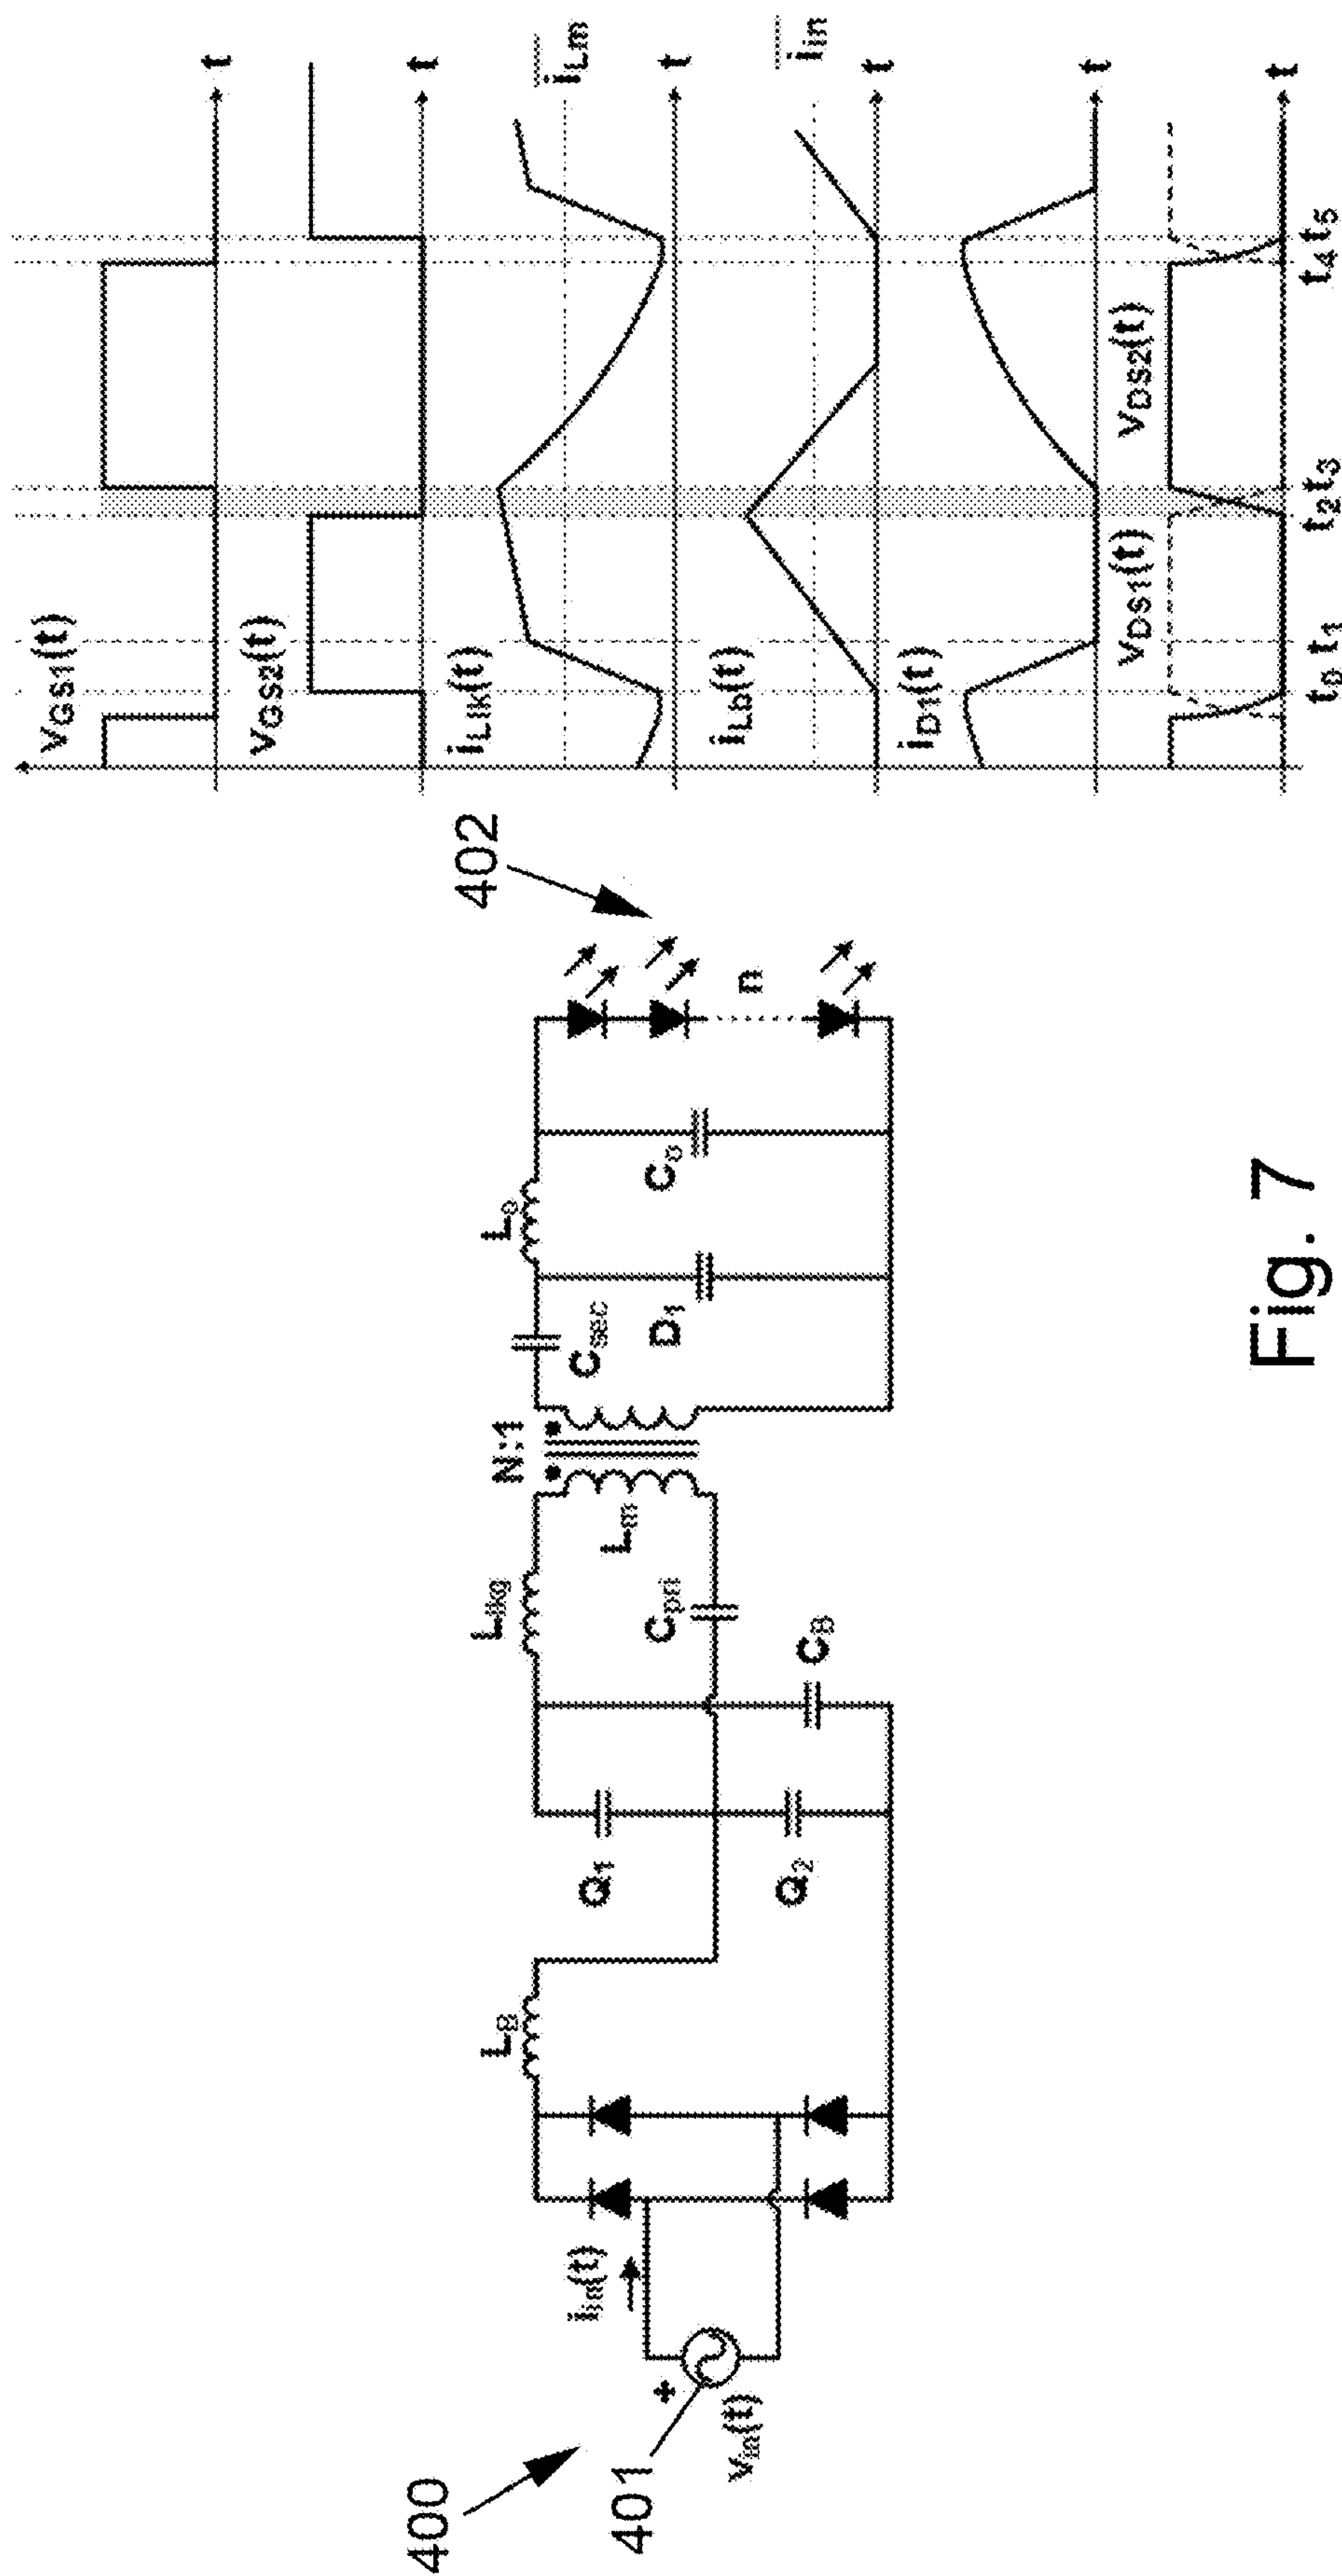 400
401
v_in(t)
+
i_in(t)
L_B
Q_1
Q_2
C_B
L_lkg
C_pri
L_m
N:1
C_sec
D_1
L_o
C_o
n
402
v_GS1(t)
t
v_GS2(t)
t
i_Llk(t)
i_Lm
t
i_Lb(t)
i_in
t
i_D1(t)
t
v_DS1(t)
v_DS2(t)
t
t_0 t_1 t_2 t_3 t_4 t_5
Fig. 7